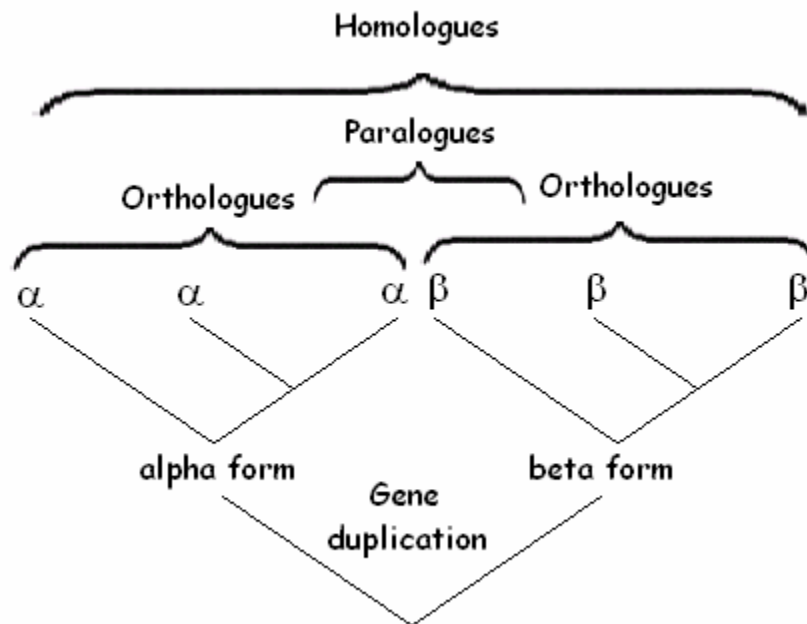 Homologues
Paralogues
Orthologues Orthologues
α α α β β β
alpha form beta form
Gene
duplication